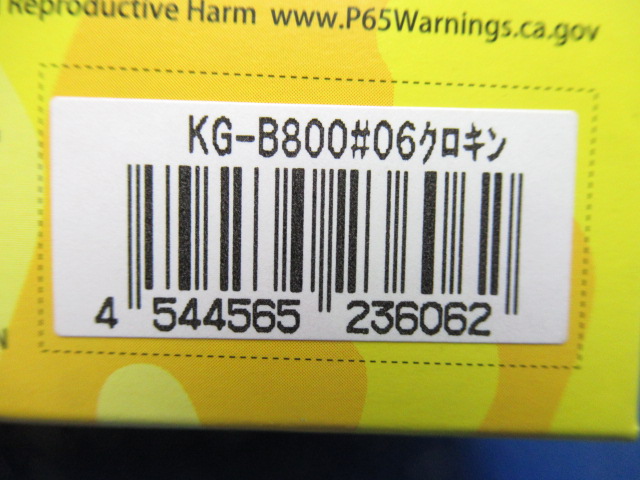 Reproductive Harm www.P65Warnings.ca.gov
KG-B800#06クロキン
4 544565 236062
N